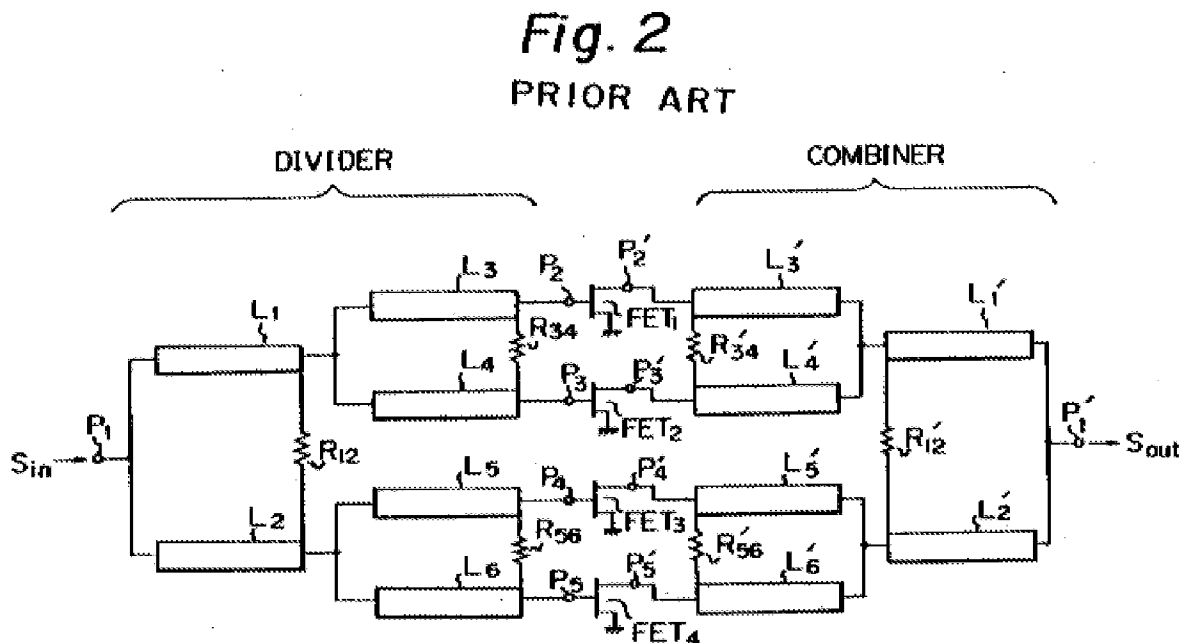 Fig. 2
PRIOR ART
DIVIDER
COMBINER
L3
P2
P2'
L3'
L1
R34
FET1
R34'
L1'
L4
P3
P3'
L4'
P1
FET2
P1'
Sin
R12
R12'
Sout
L5
P4
P4'
L5'
L2
R56
FET3
R56'
L2'
L6
P5
P5'
L6'
FET4